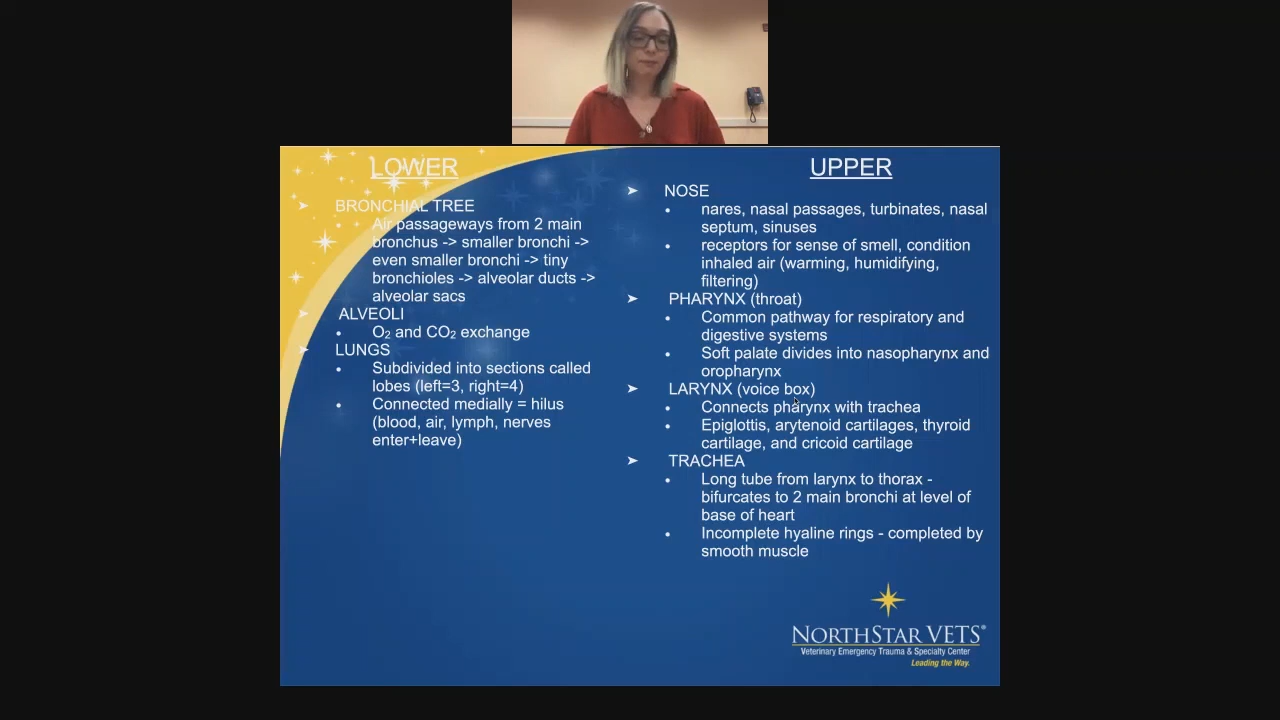 LOWER
➤ BRONCHIAL TREE
• Air passageways from 2 main
bronchus -> smaller bronchi ->
even smaller bronchi -> tiny
bronchioles -> alveolar ducts ->
alveolar sacs
➤ ALVEOLI
• O₂ and CO₂ exchange
➤ LUNGS
• Subdivided into sections called
lobes (left=3, right=4)
• Connected medially = hilus
(blood, air, lymph, nerves
enter+leave)
UPPER
➤ NOSE
• nares, nasal passages, turbinates, nasal
septum, sinuses
• receptors for sense of smell, condition
inhaled air (warming, humidifying,
filtering)
➤ PHARYNX (throat)
• Common pathway for respiratory and
digestive systems
• Soft palate divides into nasopharynx and
oropharynx
➤ LARYNX (voice box)
• Connects pharynx with trachea
• Epiglottis, arytenoid cartilages, thyroid
cartilage, and cricoid cartilage
➤ TRACHEA
• Long tube from larynx to thorax -
bifurcates to 2 main bronchi at level of
base of heart
• Incomplete hyaline rings - completed by
smooth muscle
NORTHSTAR VETS®
Veterinary Emergency Trauma & Specialty Center
Leading the Way.